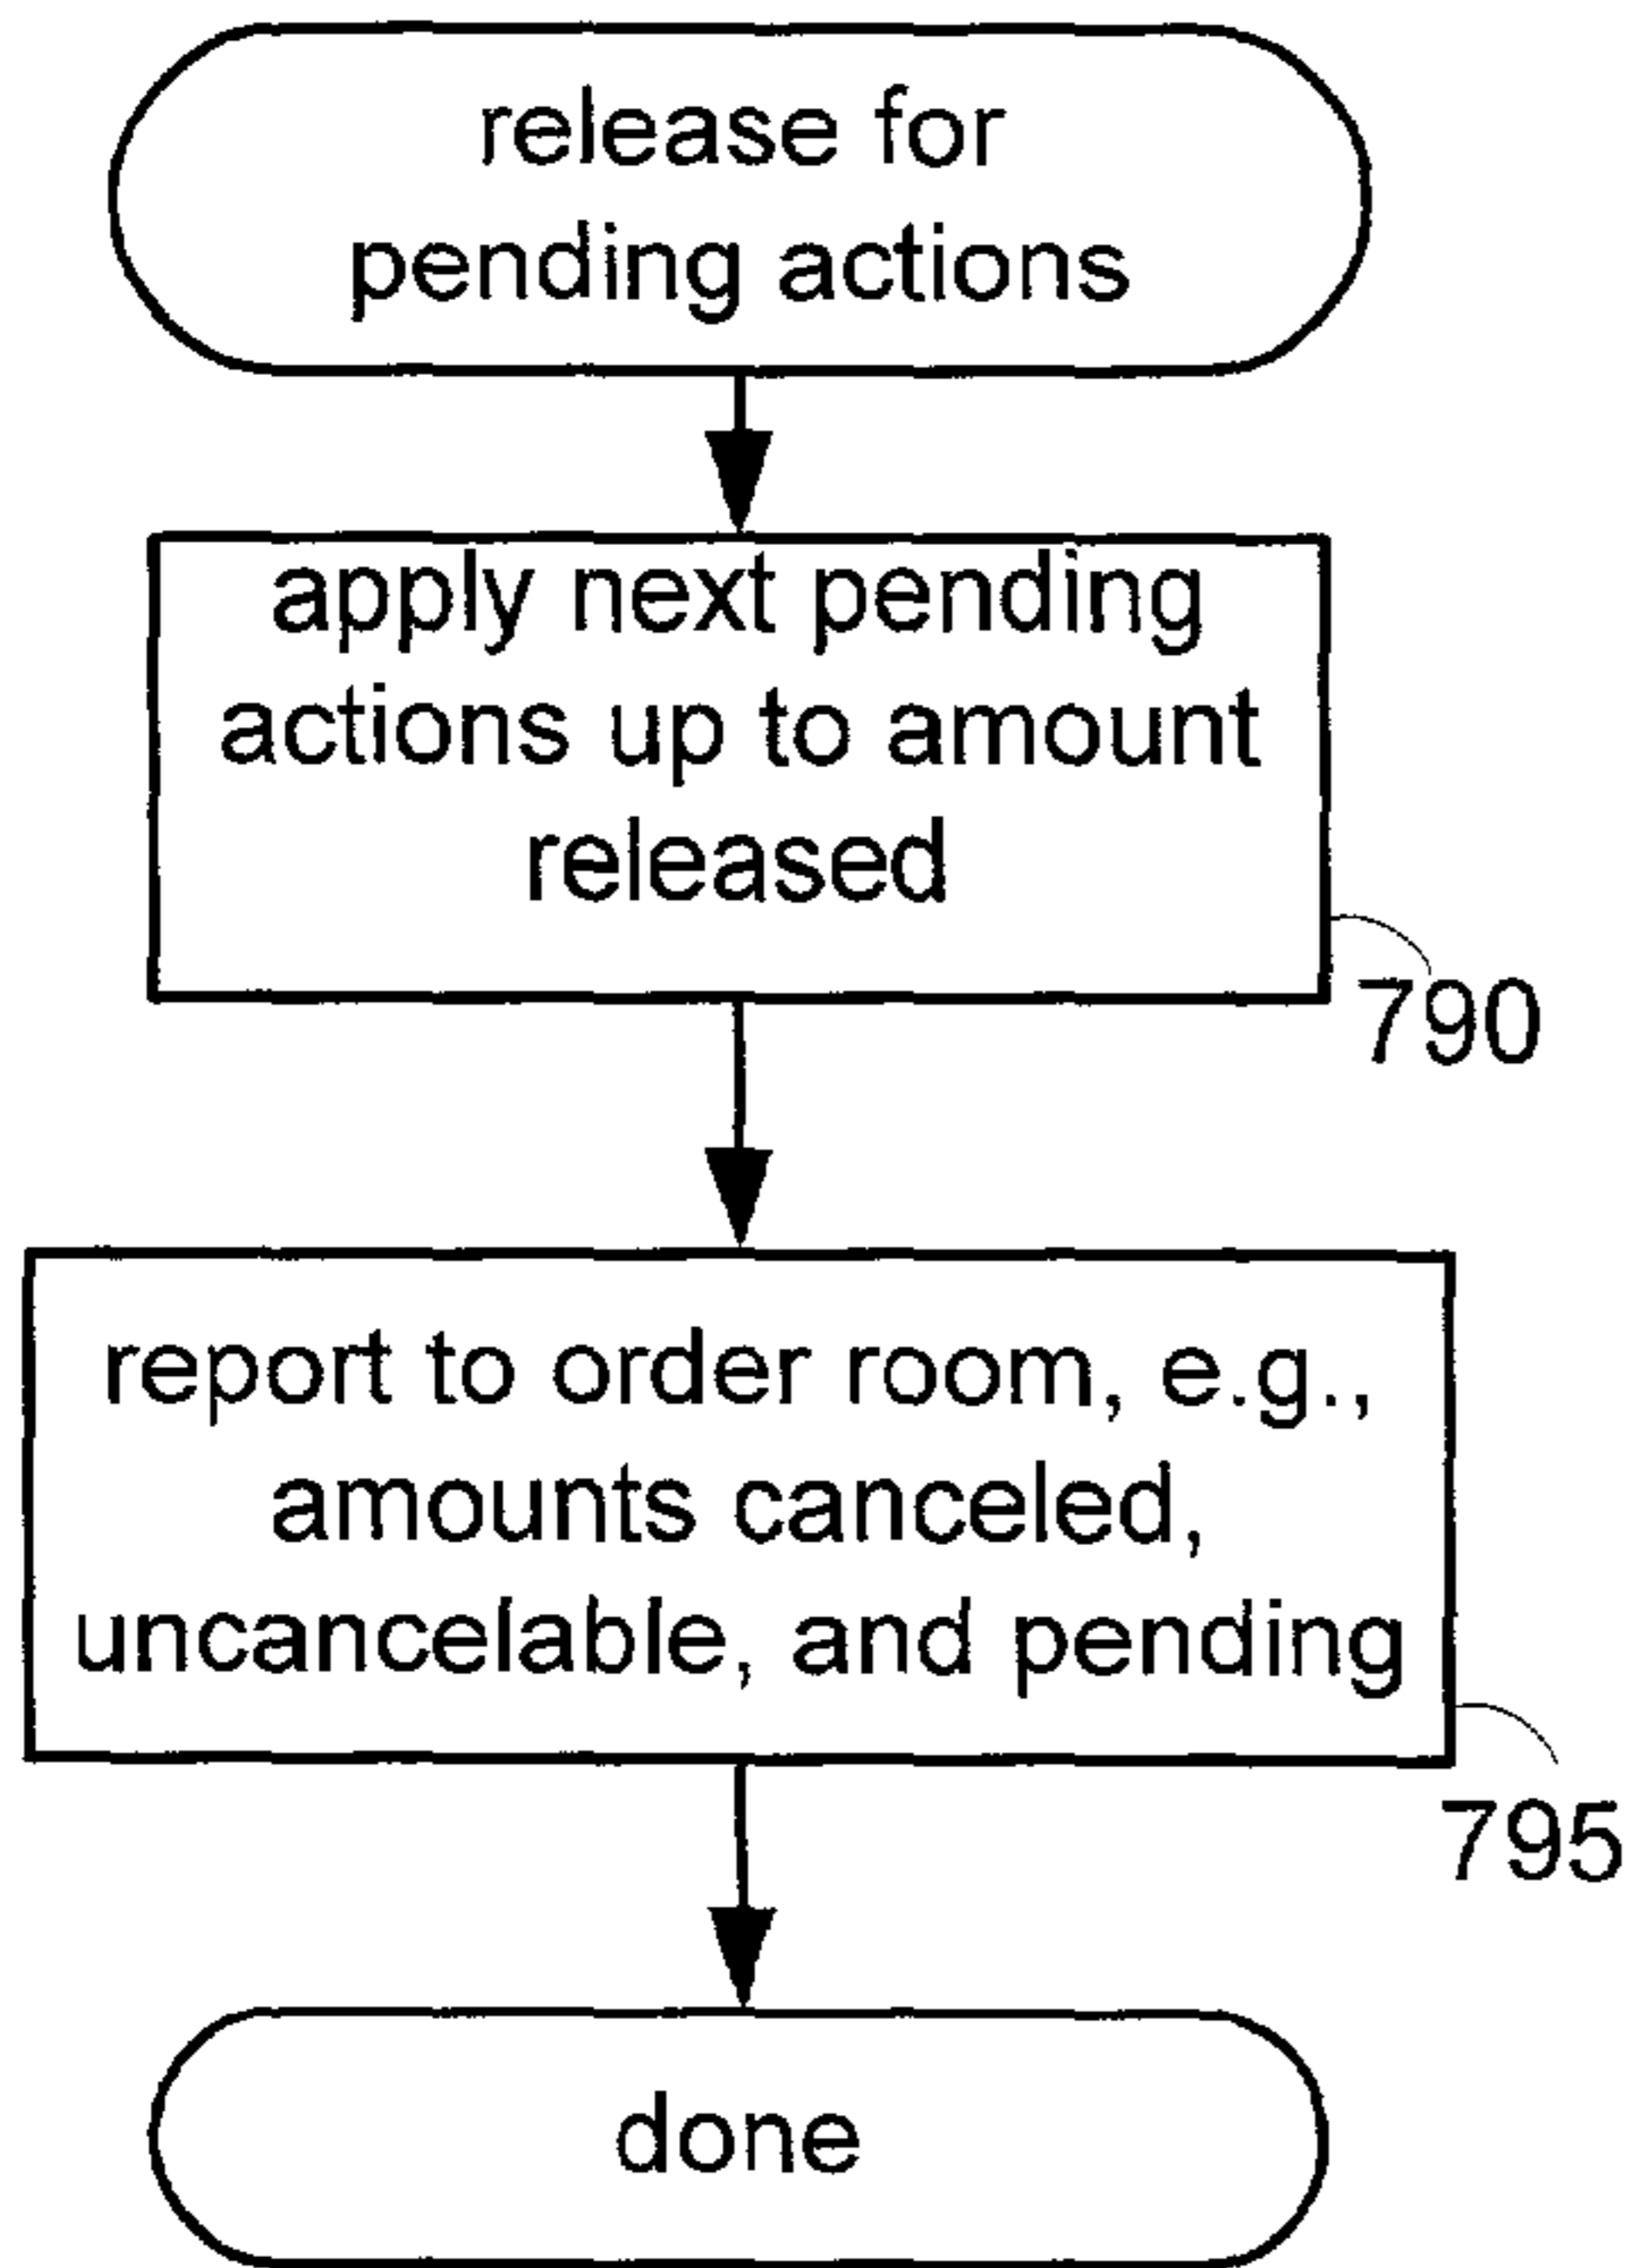 release for
pending actions
apply next pending
actions up to amount
released
790
report to order room, e.g.,
amounts canceled,
uncancelable, and pending
795
done